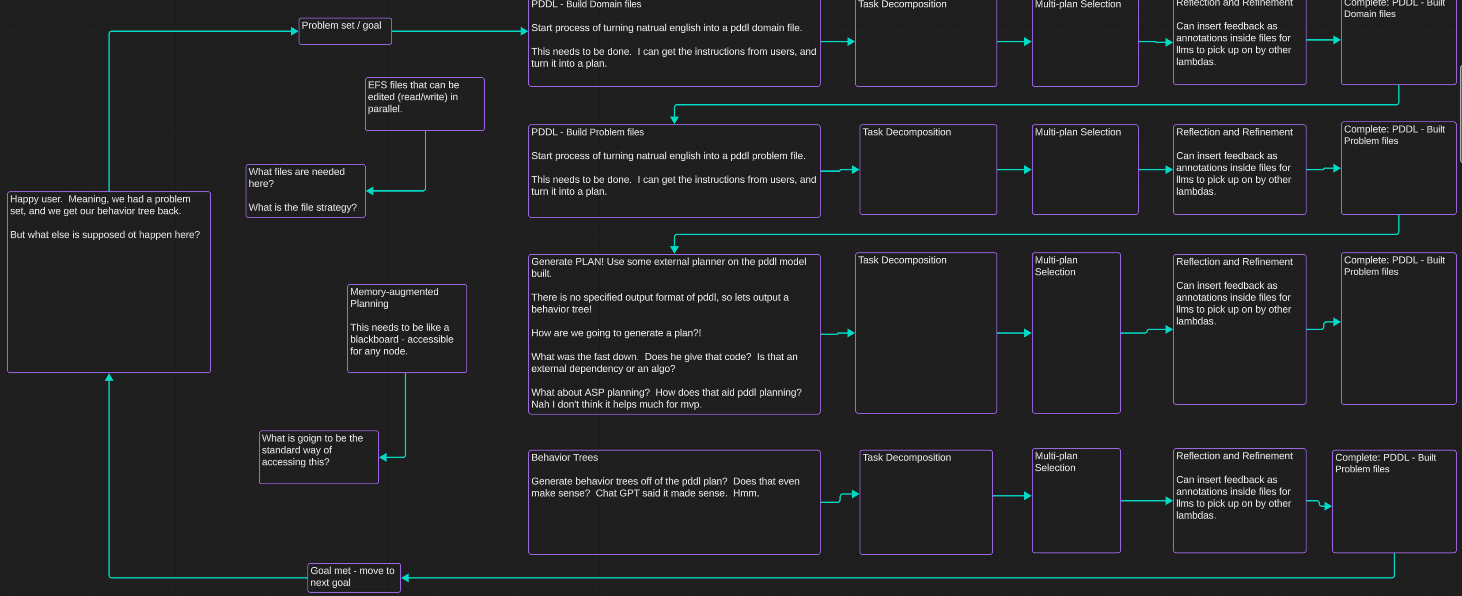 PDDL - Build Domain files
Start process of turning natrual english into a pddl domain file.
This needs to be done.  I can get the instructions from users, and
turn it into a plan.
Task Decomposition
Multi-plan Selection
Reflection and Refinement
Can insert feedback as
annotations inside files for
llms to pick up on by other
lambdas.
Complete: PDDL - Built
Domain files
Problem set / goal
EFS files that can be
edited (read/write) in
parallel.
What files are needed
here?
What is the file strategy?
PDDL - Build Problem files
Start process of turning natrual english into a pddl problem file.
This needs to be done.  I can get the instructions from users, and
turn it into a plan.
Task Decomposition
Multi-plan Selection
Reflection and Refinement
Can insert feedback as
annotations inside files for
llms to pick up on by other
lambdas.
Complete: PDDL - Built
Problem files
Happy user.  Meaning, we had a problem
set, and we get our behavior tree back.
But what else is supposed ot happen here?
Memory-augmented
Planning
This needs to be like a
blackboard - accessible
for any node.
Generate PLAN! Use some external planner on the pddl model
built.
There is no specified output format of pddl, so lets output a
behavior tree!
How are we going to generate a plan?!
What was the fast down.  Does he give that code?  Is that an
external dependency or an algo?
What about ASP planning?  How does that aid pddl planning?
Nah I don't think it helps much for mvp.
Task Decomposition
Multi-plan
Selection
Reflection and Refinement
Can insert feedback as
annotations inside files for
llms to pick up on by other
lambdas.
Complete: PDDL - Built
Problem files
What is goign to be the
standard way of
accessing this?
Behavior Trees
Generate behavior trees off of the pddl plan?  Does that even
make sense?  Chat GPT said it made sense.  Hmm.
Task Decomposition
Multi-plan
Selection
Reflection and Refinement
Can insert feedback as
annotations inside files for
llms to pick up on by other
lambdas.
Complete: PDDL - Built
Problem files
Goal met - move to
next goal